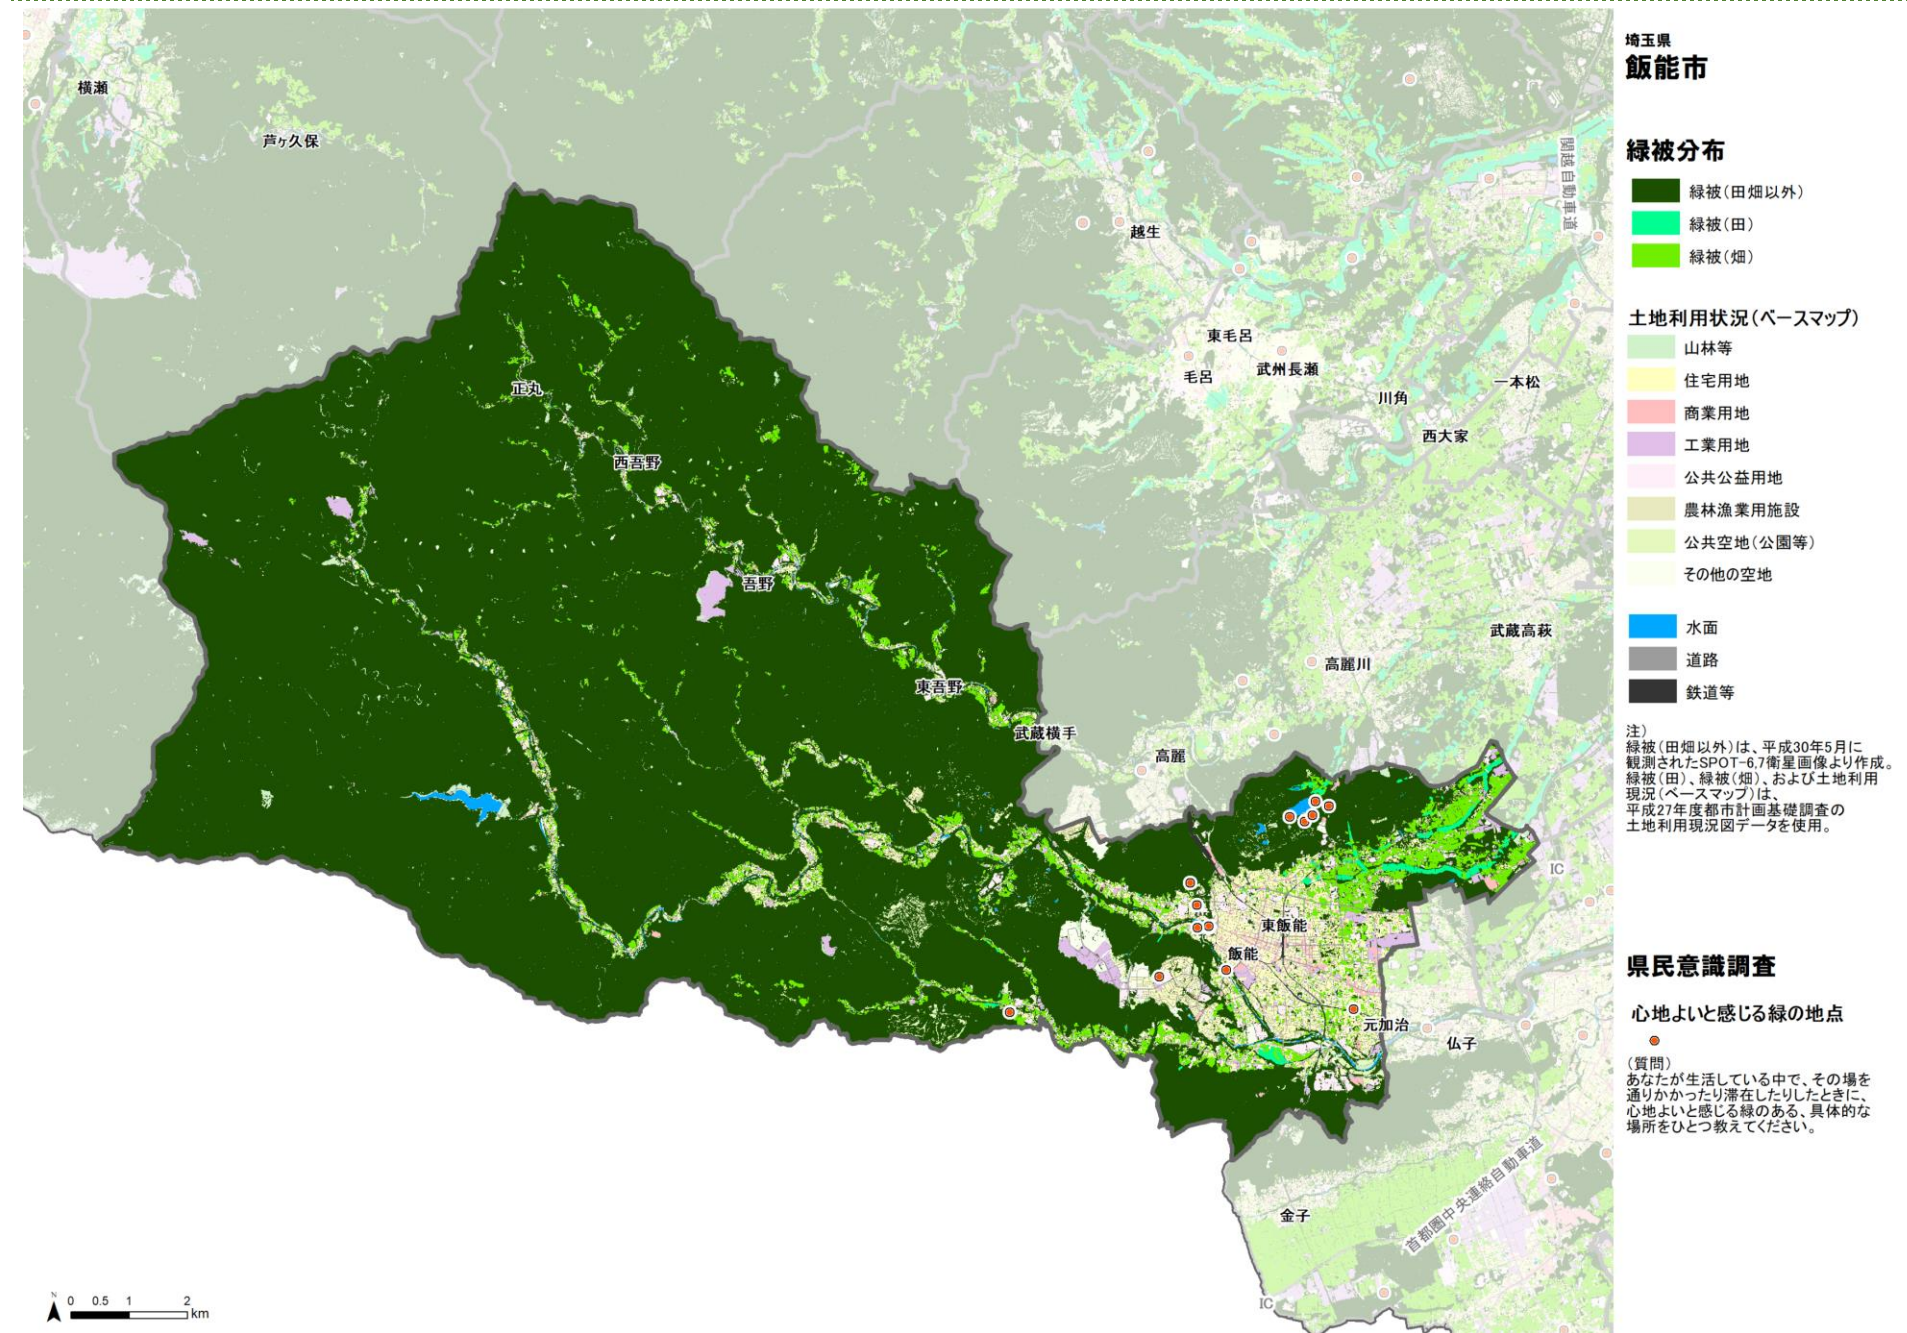 埼玉県
飯能市
緑被分布
緑被(田畑以外)
緑被(田)
緑被(畑)
土地利用状況(ベースマップ)
山林等
住宅用地
商業用地
工業用地
公共公益用地
農林漁業用施設
公共空地(公園等)
その他の空地
水面
道路
鉄道等
注)
緑被(田畑以外)は、平成30年5月に
観測されたSPOT-6,7衛星画像より作成。
緑被(田)、緑被(畑)、および土地利用
現況(ベースマップ)は、
平成27年度都市計画基礎調査の
土地利用現況図データを使用。
県民意識調査
心地よいと感じる緑の地点
(質問)
あなたが生活している中で、その場を
通りかかったり滞在したりしたときに、
心地よいと感じる緑のある、具体的な
場所をひとつ教えてください。
横瀬
芦ヶ久保
関越自動車道
越生
東毛呂
武州長瀬
毛呂
一本松
川角
西大家
正丸
西吾野
吾野
武蔵高萩
高麗川
東吾野
武蔵横手
高麗
IC
東飯能
飯能
元加治
仏子
首都圏中央連絡自動車道
金子
IC
N
0 0.5 1 2
km